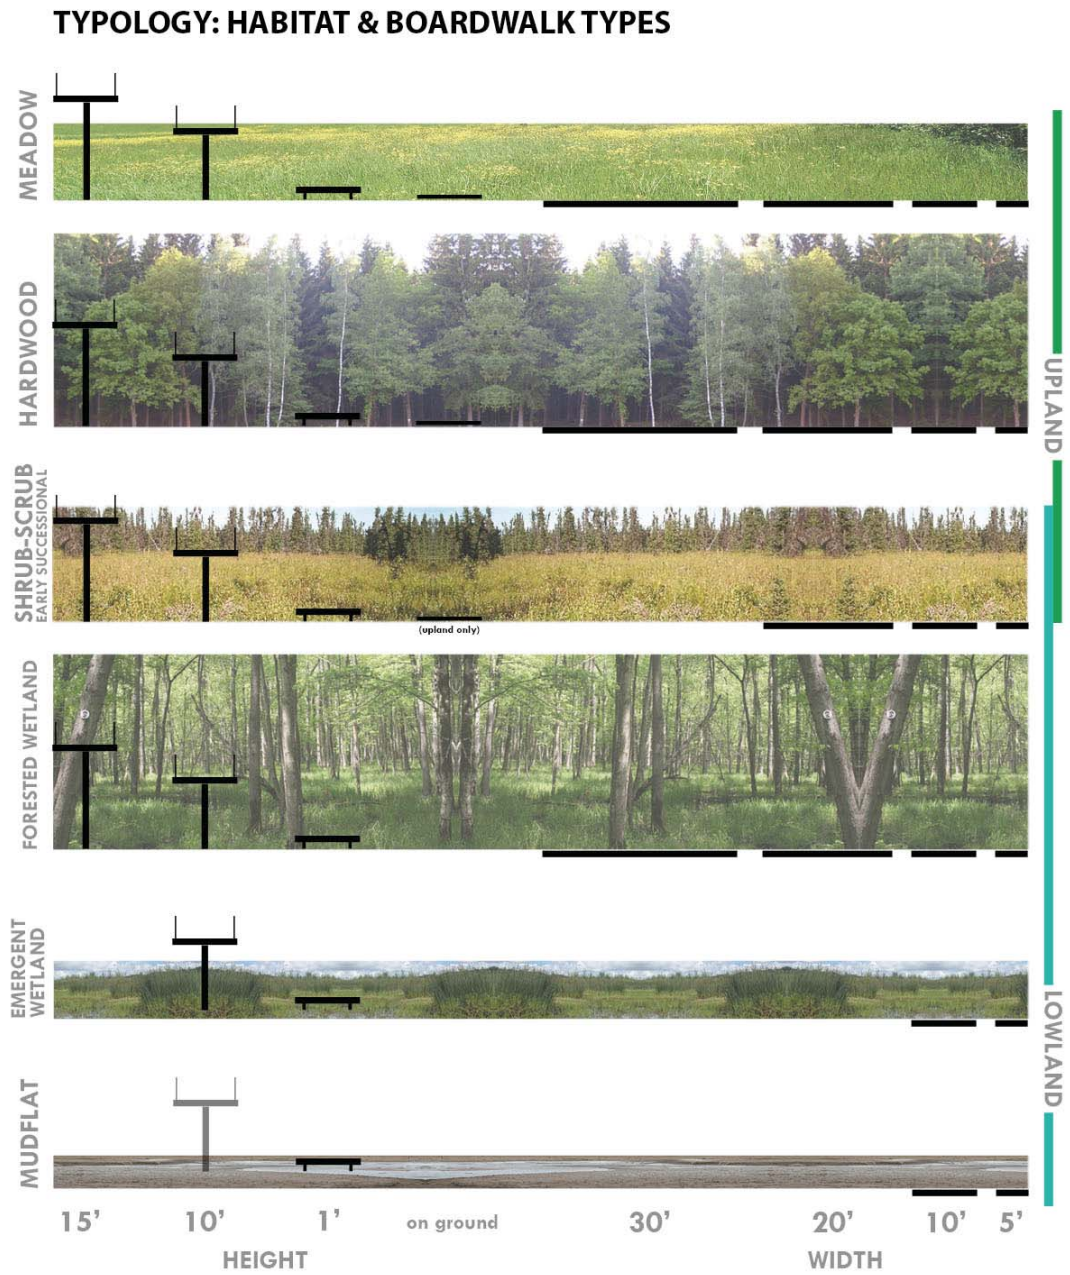 TYPOLOGY: HABITAT & BOARDWALK TYPES
MEADOW
HARDWOOD
UPLAND
SHRUB-SCRUB
EARLY SUCCESSIONAL
(upland only)
FORESTED WETLAND
EMERGENT
WETLAND
LOWLAND
MUDFLAT
15' 10' 1' on ground 30' 20' 10' 5'
HEIGHT WIDTH